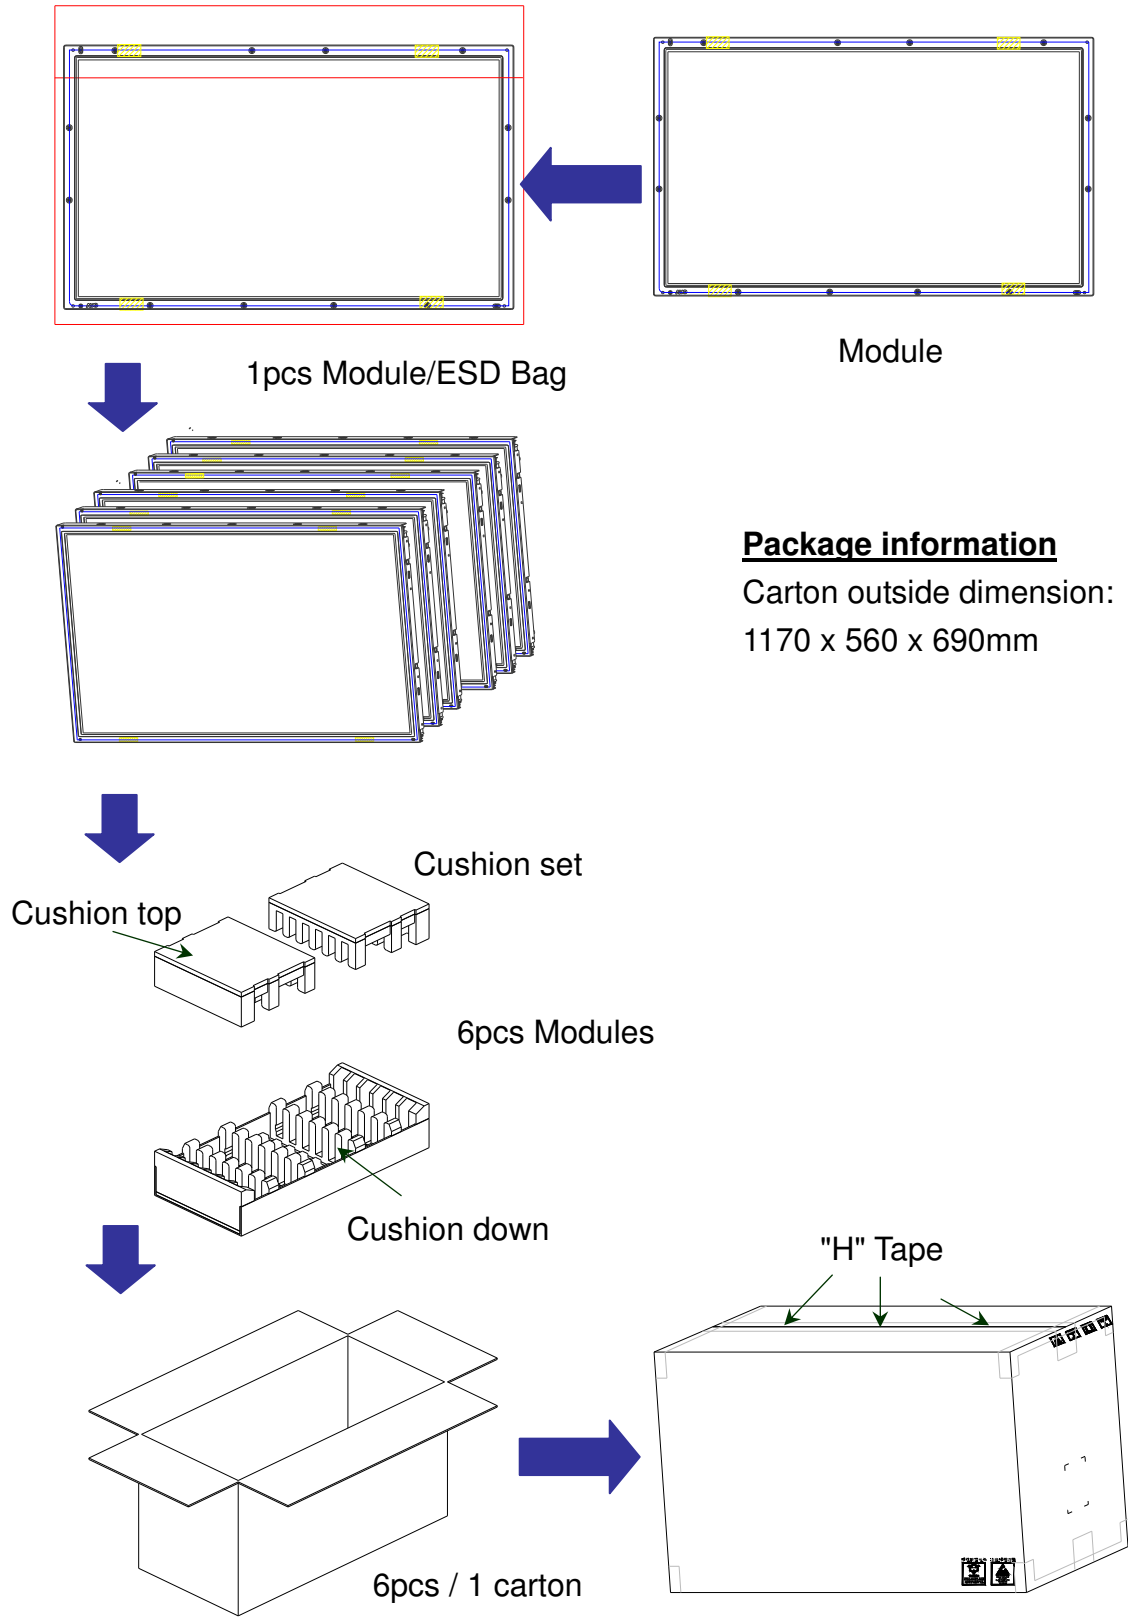 Module
1pcs Module/ESD Bag
Package information
Carton outside dimension:
1170 x 560 x 690mm
Cushion set
Cushion top
6pcs Modules
Cushion down
"H" Tape
6pcs / 1 carton